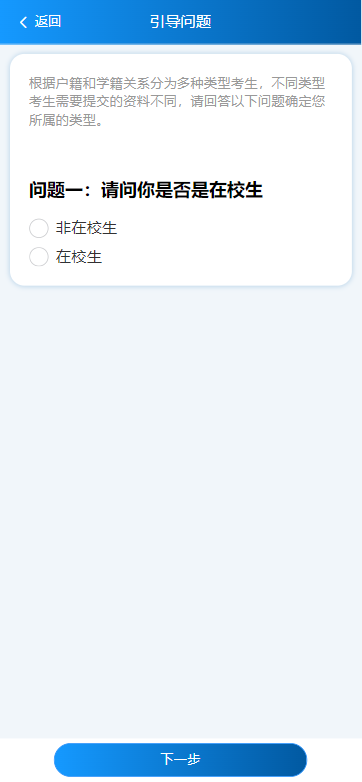 返回
引导问题
根据户籍和学籍关系分为多种类型考生，不同类型
考生需要提交的资料不同，请回答以下问题确定您
所属的类型。
问题一：请问你是否是在校生
非在校生
在校生
下一步